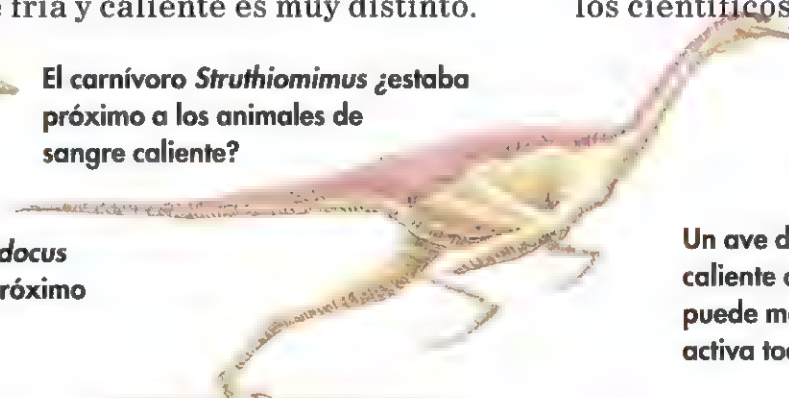 fría y caliente es muy distinto.
los científicos
El carnívoro Struthiomimus ¿estaba
próximo a los animales de
sangre caliente?
docus
róximo
Un ave d
caliente
puede m
activa to